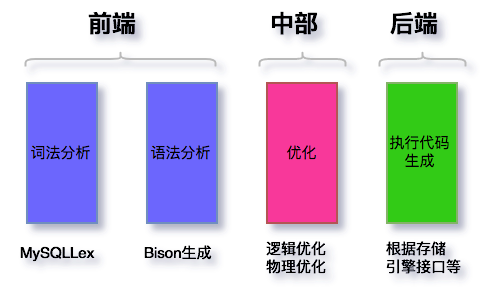 前端
中部
后端
词法分析
语法分析
优化
执行代码
生成
MySQLLex
Bison生成
逻辑优化
物理优化
根据存储
引擎接口等